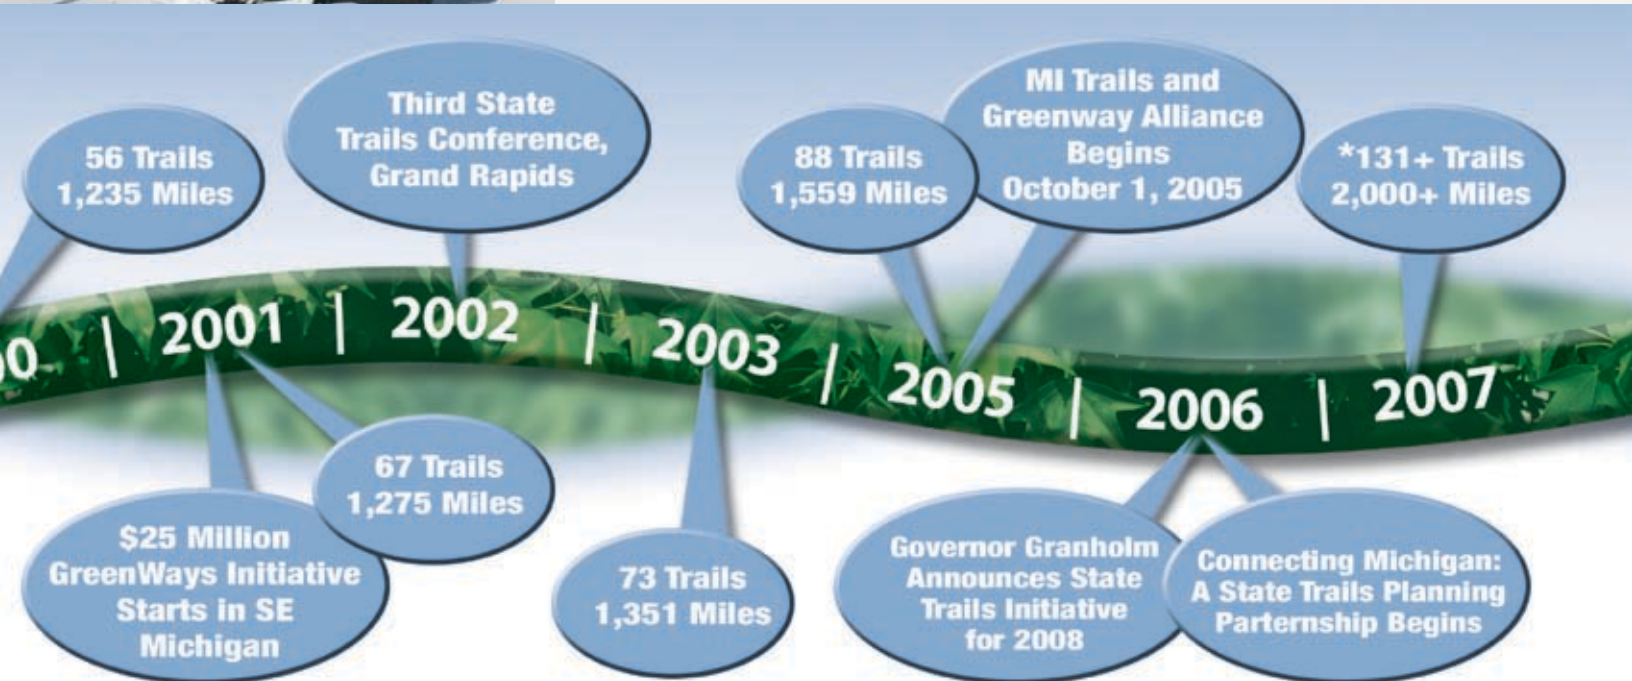 56 Trails
1,235 Miles
Third State
Trails Conference,
Grand Rapids
88 Trails
1,559 Miles
MI Trails and
Greenway Alliance
Begins
October 1, 2005
*131+ Trails
2,000+ Miles
00 | 2001 | 2002 | 2003 | 2005 | 2006 | 2007
$25 Million
GreenWays Initiative
Starts in SE
Michigan
67 Trails
1,275 Miles
73 Trails
1,351 Miles
Governor Granholm
Announces State
Trails Initiative
for 2008
Connecting Michigan:
A State Trails Planning
Parternship Begins